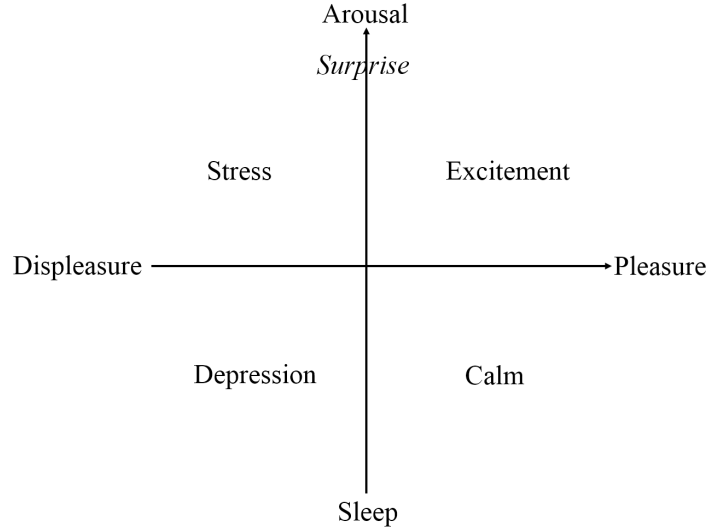 Arousal
Surprise
Stress
Excitement
Displeasure
Pleasure
Depression
Calm
Sleep